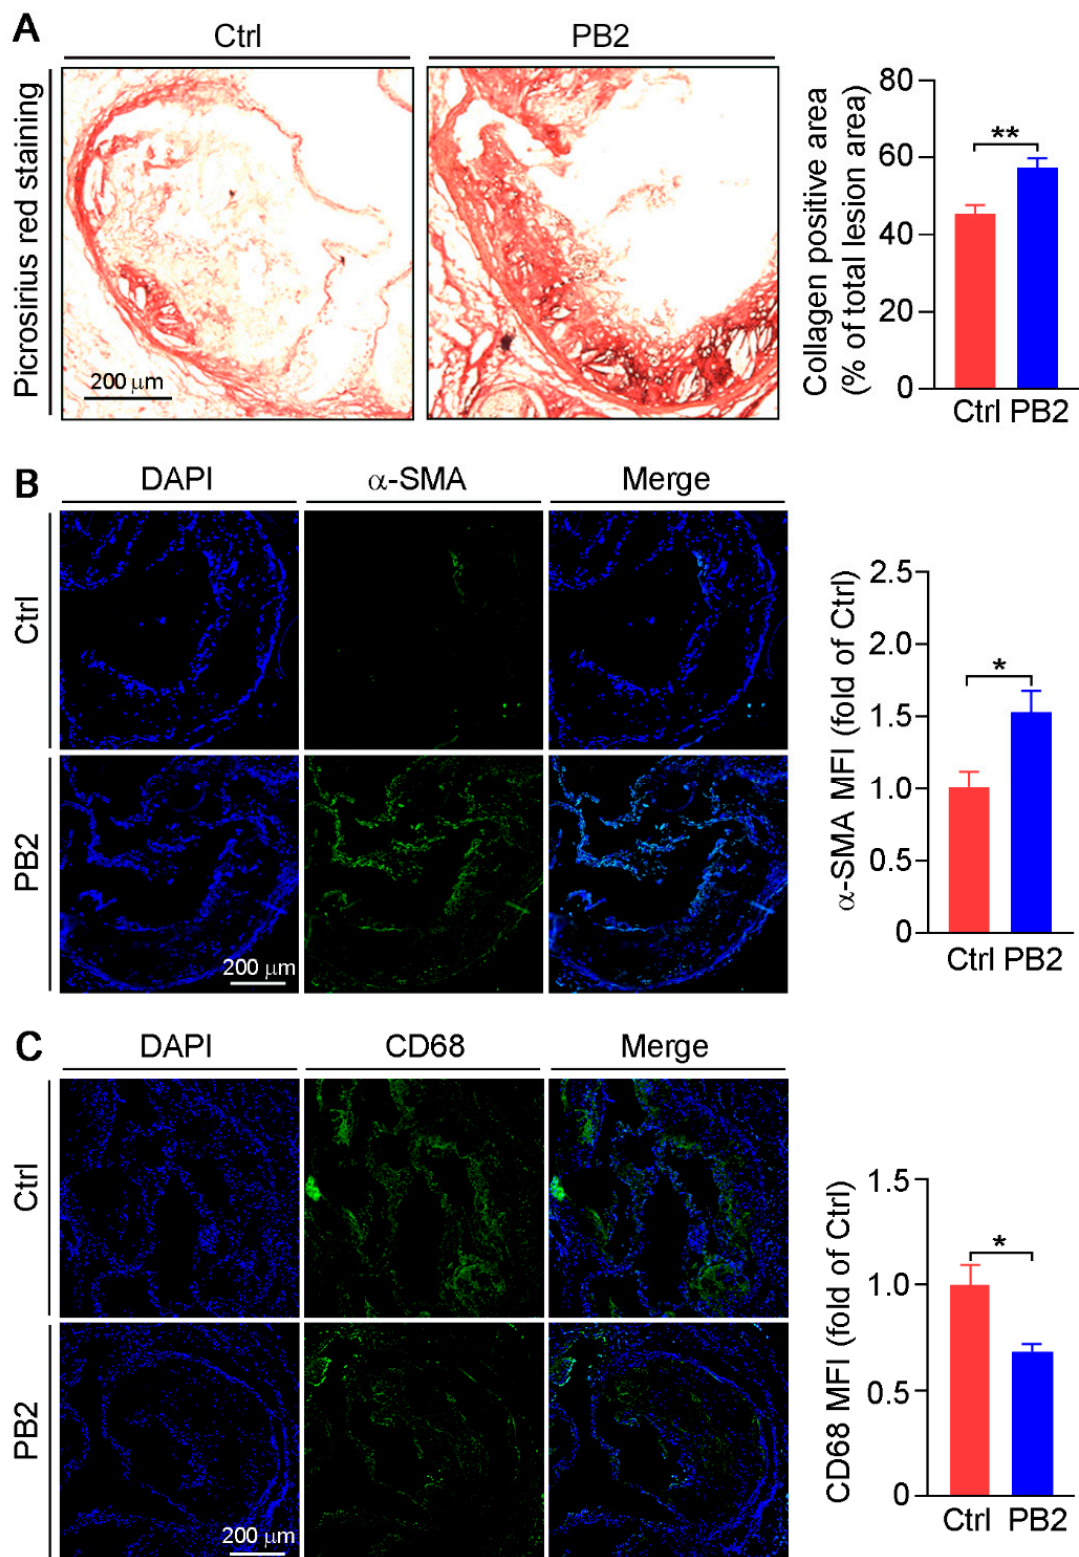 A
Ctrl
PB2
Picrosirius red staining
200 μm
Collagen positive area
(% of total lesion area)
80
60
40
20
0
**
Ctrl PB2
B
DAPI
α-SMA
Merge
Ctrl
PB2
200 μm
α-SMA MFI (fold of Ctrl)
2.5
2.0
1.5
1.0
0.5
0
*
Ctrl PB2
C
DAPI
CD68
Merge
Ctrl
PB2
200 μm
CD68 MFI (fold of Ctrl)
1.5
1.0
0.5
0
*
Ctrl PB2